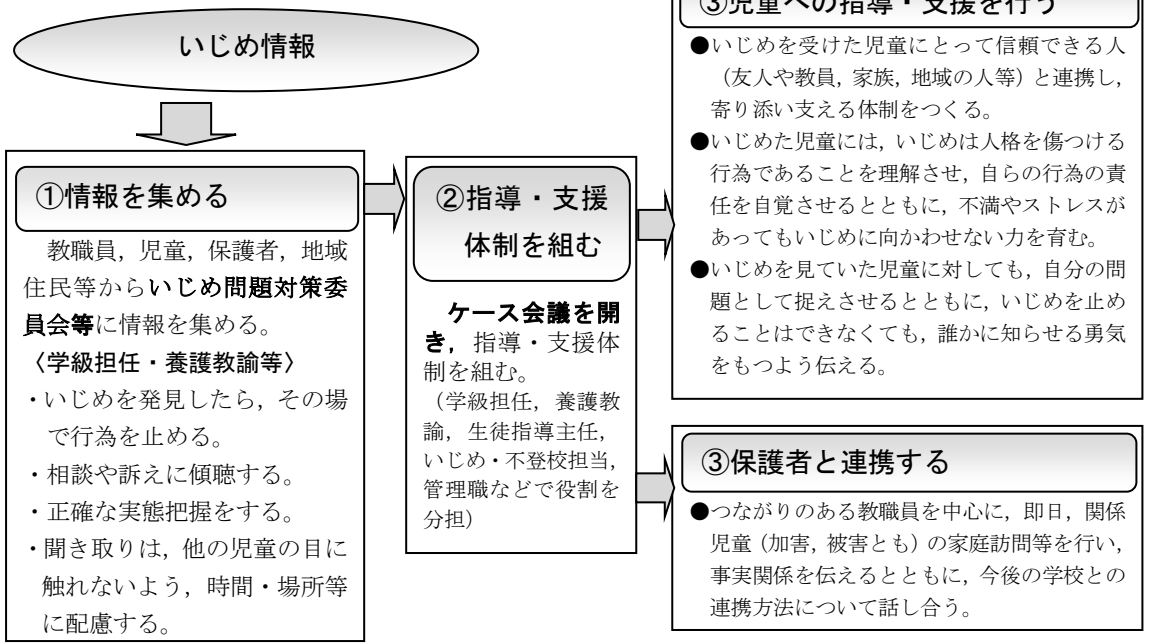 いじめ情報
①情報を集める
教職員，児童，保護者，地域
住民等からいじめ問題対策委
員会等に情報を集める。
〈学級担任・養護教諭等〉
・いじめを発見したら，その場
で行為を止める。
・相談や訴えに傾聴する。
・正確な実態把握をする。
・聞き取りは，他の児童の目に
触れないよう，時間・場所等
に配慮する。
②指導・支援
体制を組む
ケース会議を開
き，指導・支援体
制を組む。
（学級担任，養護教
諭，生徒指導主任，
いじめ・不登校担当，
管理職などで役割を
分担）
③児童への指導・支援を行う
●いじめを受けた児童にとって信頼できる人
（友人や教員，家族，地域の人等）と連携し，
寄り添い支える体制をつくる。
●いじめた児童には，いじめは人格を傷つける
行為であることを理解させ，自らの行為の責
任を自覚させるとともに，不満やストレスが
あってもいじめに向かわせない力を育む。
●いじめを見ていた児童に対しても，自分の問
題として捉えさせるとともに，いじめを止め
ることはできなくても，誰かに知らせる勇気
をもつよう伝える。
③保護者と連携する
●つながりのある教職員を中心に，即日，関係
児童（加害，被害とも）の家庭訪問等を行い，
事実関係を伝えるとともに，今後の学校との
連携方法について話し合う。